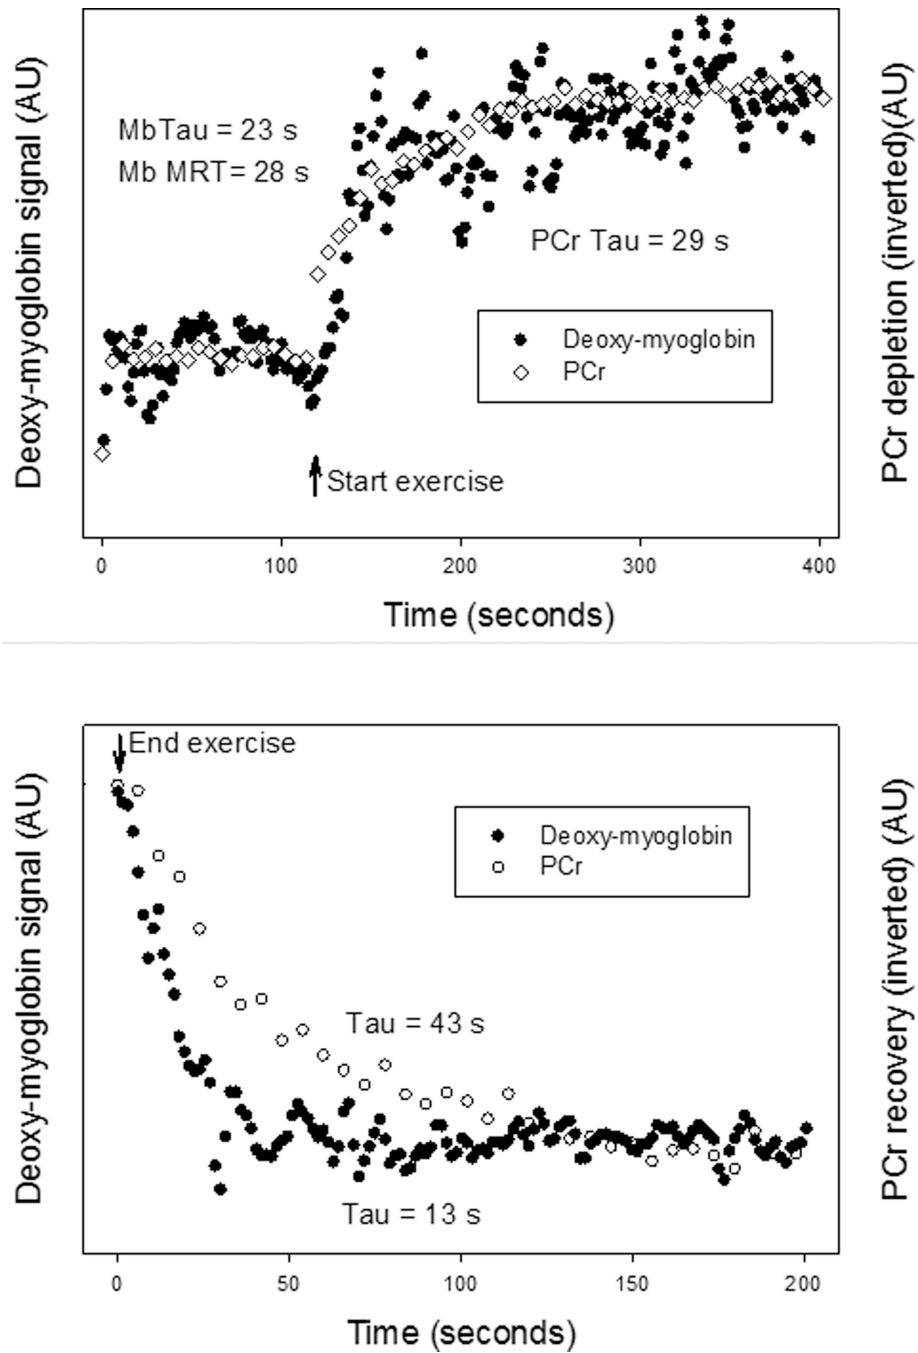 Deoxy-myoglobin signal (AU)
PCr depletion (inverted)(AU)
MbTau = 23 s
Mb MRT= 28 s
PCr Tau = 29 s
Deoxy-myoglobin
PCr
Start exercise
0 100 200 300 400
Time (seconds)
Deoxy-myoglobin signal (AU)
PCr recovery (inverted) (AU)
End exercise
Deoxy-myoglobin
PCr
Tau = 43 s
Tau = 13 s
0 50 100 150 200
Time (seconds)